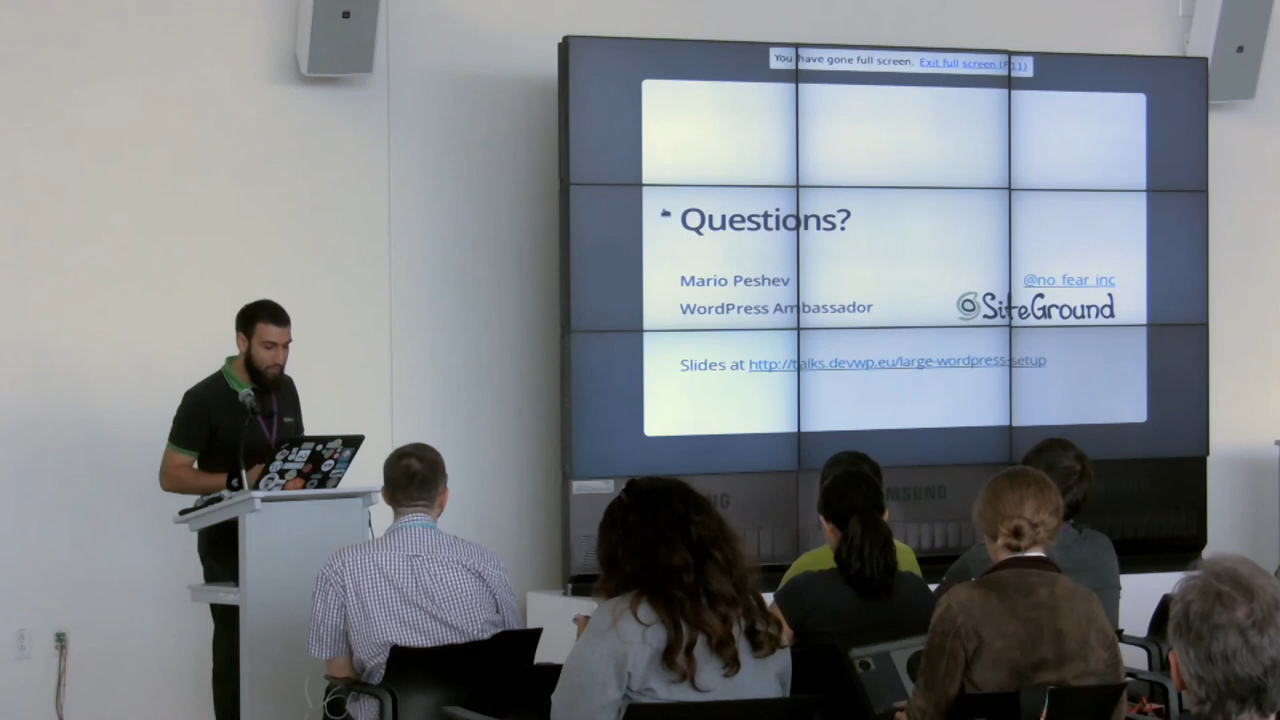 You have gone full screen. Exit full screen (F11)
Questions?
Mario Peshev
@no_fear_inc
WordPress Ambassador
SiteGround
Slides at http://talks.devwp.eu/large-wordpress-setup
SAMSUNG